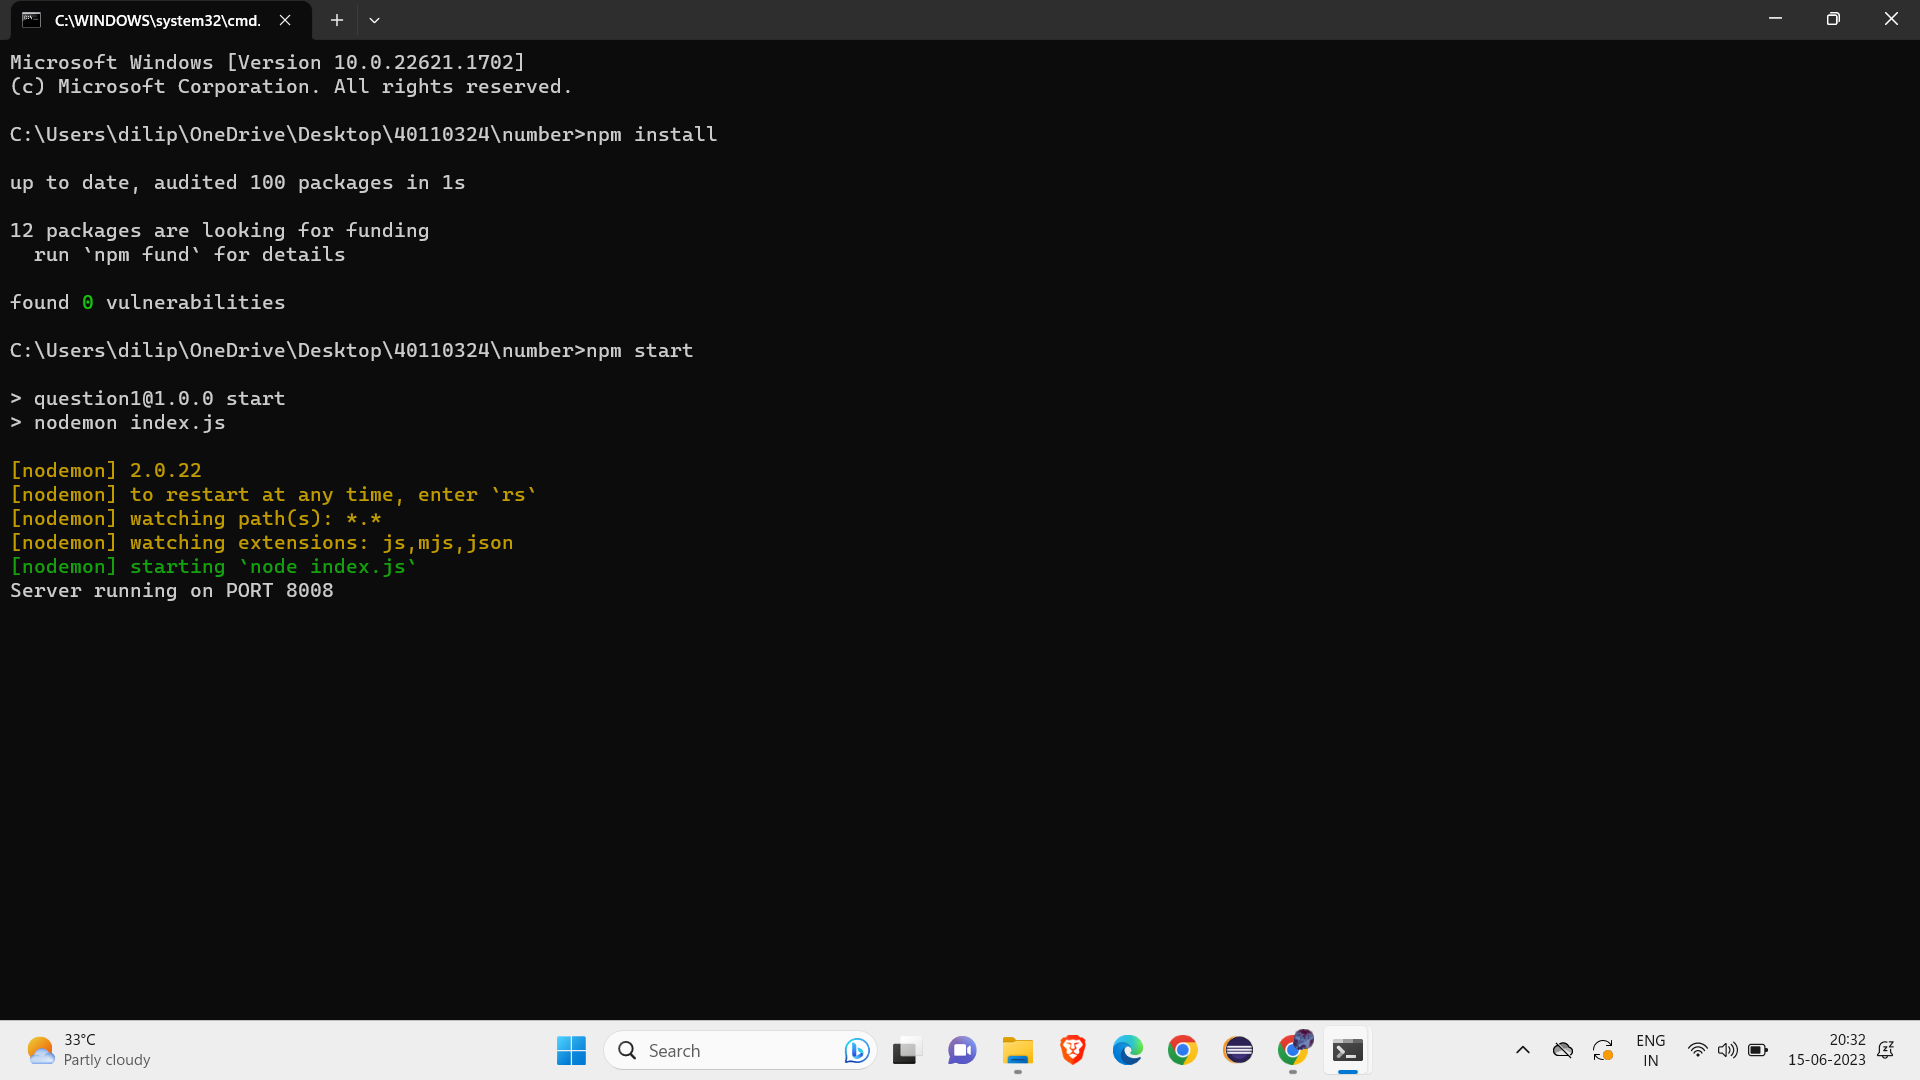 C:\WINDOWS\system32\cmd.
Microsoft Windows [Version 10.0.22621.1702]
(c) Microsoft Corporation. All rights reserved.
C:\Users\dilip\OneDrive\Desktop\40110324\number>npm install
up to date, audited 100 packages in 1s
12 packages are looking for funding
  run `npm fund` for details
found 0 vulnerabilities
C:\Users\dilip\OneDrive\Desktop\40110324\number>npm start
> question1@1.0.0 start
> nodemon index.js
[nodemon] 2.0.22
[nodemon] to restart at any time, enter `rs`
[nodemon] watching path(s): *.*
[nodemon] watching extensions: js,mjs,json
[nodemon] starting `node index.js`
Server running on PORT 8008
33°C
Partly cloudy
Search
ENG
IN
20:32
15-06-2023